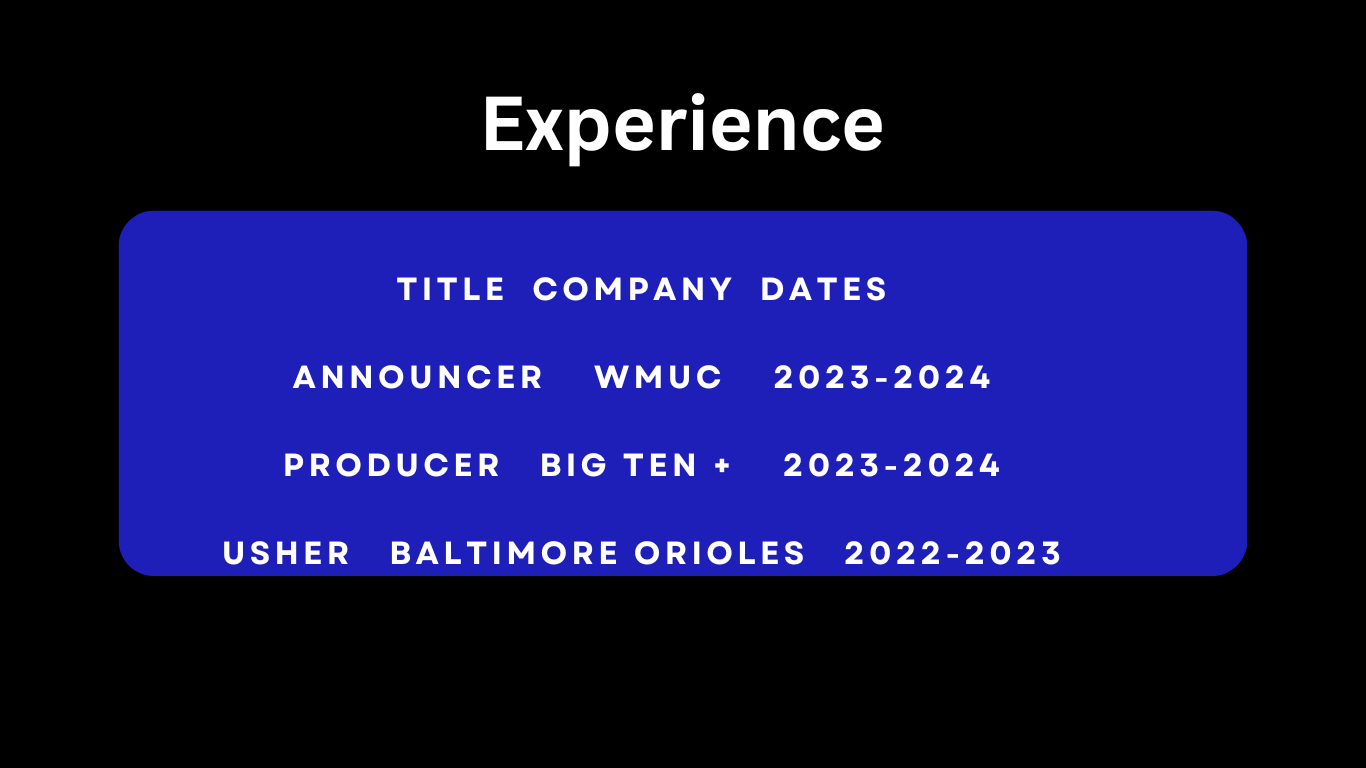 Experience
TITLE COMPANY DATES
ANNOUNCER WMUC 2023-2024
PRODUCER BIG TEN + 2023-2024
USHER BALTIMORE ORIOLES 2022-2023